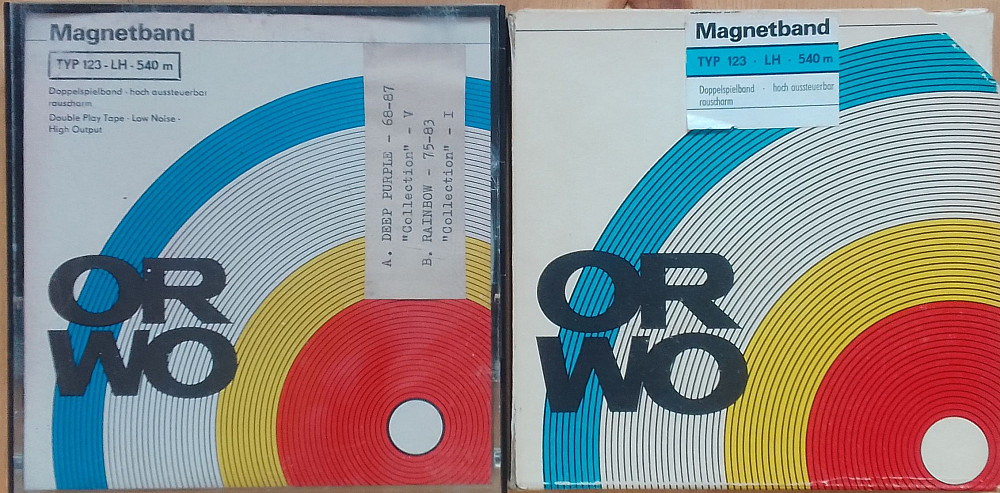 Magnetband
TYP 123 - LH - 540 m
Doppelspielband · hoch aussteuerbar
rauscharm
Double Play Tape · Low Noise ·
High Output
A. DEEP PURPLE - 68-87
"Collection" - V
B. RAINBOW - 75-83
"Collection" - I
OR
WO
Magnetband
TYP 123 · LH · 540 m
Doppelspielband · hoch aussteuerbar
rauscharm
OR
WO